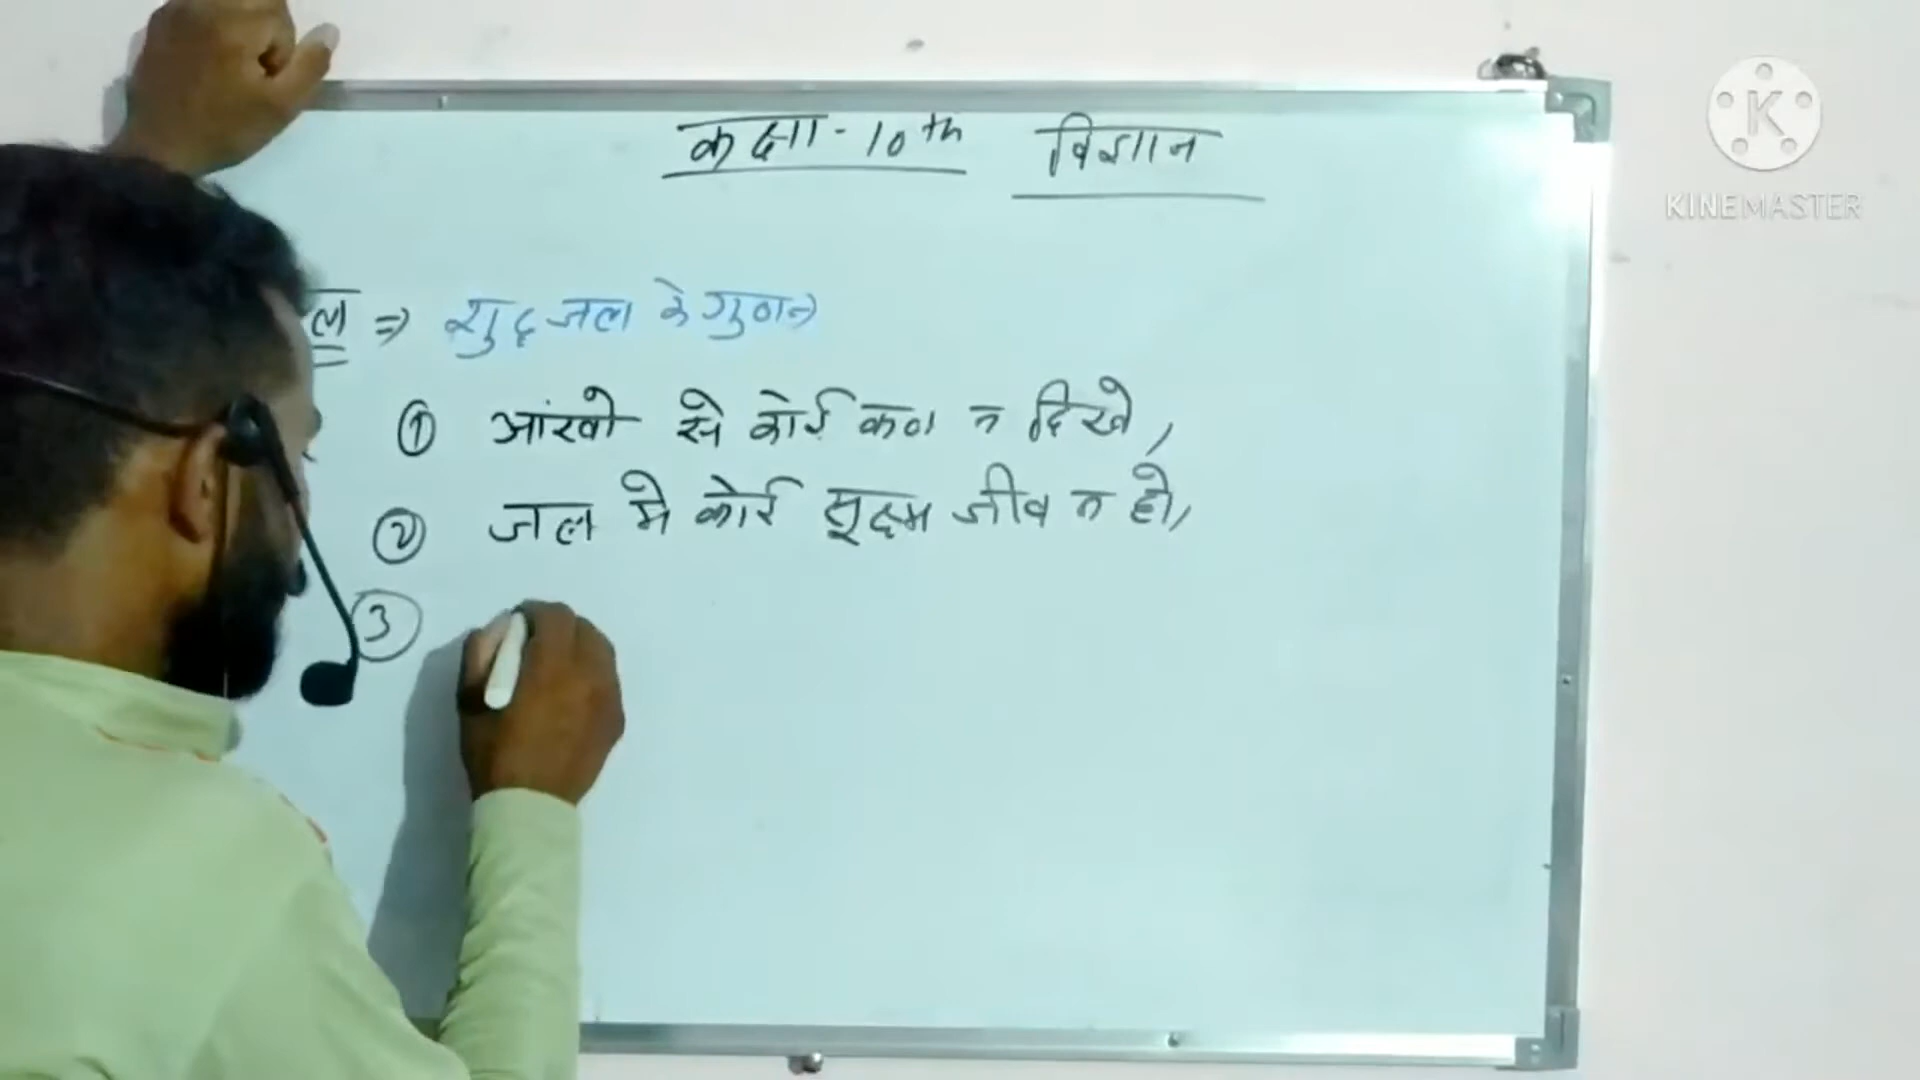 कक्षा - 10th विज्ञान
KINEMASTER
ल ⇒ शुद्ध जल के गुण ⇒
① आंखो से कोई कण न दिखे,
② जल मे कोई सूक्ष्म जीव न हो,
③